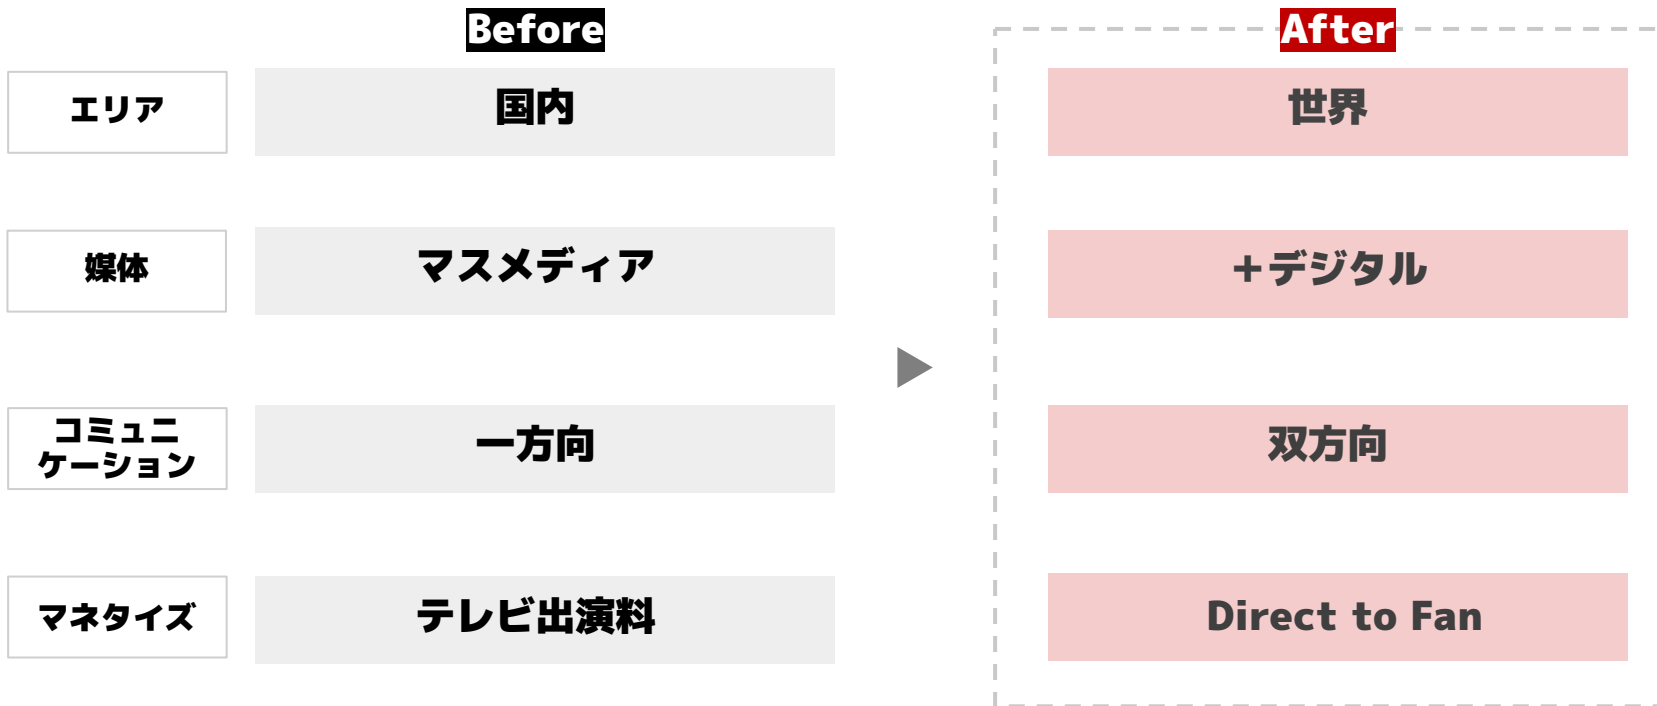 Before
After
エリア
国内
世界
媒体
マスメディア
＋デジタル
コミュニ
ケーション
一方向
双方向
マネタイズ
テレビ出演料
Direct to Fan